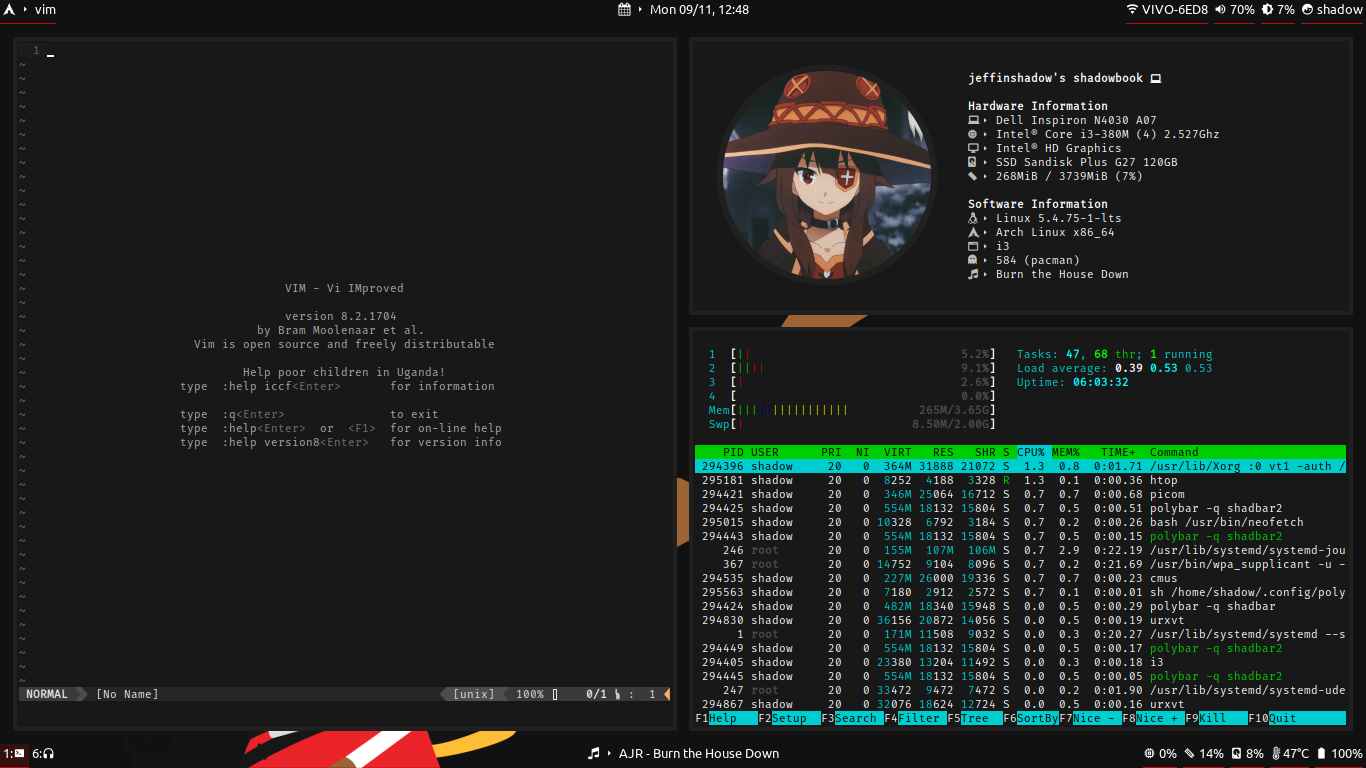 vim
Mon 09/11, 12:48
VIVO-6ED8 70% 7% shadow
1
~
VIM - Vi IMproved
version 8.2.1704
by Bram Moolenaar et al.
Vim is open source and freely distributable
Help poor children in Uganda!
type :help iccf<Enter> for information
type :q<Enter> to exit
type :help<Enter> or <F1> for on-line help
type :help version8<Enter> for version info
NORMAL [No Name] [unix] 100% 0/1 : 1
jeffinshadow's shadowbook
Hardware Information
Dell Inspiron N4030 A07
Intel® Core i3-380M (4) 2.527Ghz
Intel® HD Graphics
SSD Sandisk Plus G27 120GB
268MiB / 3739MiB (7%)
Software Information
Linux 5.4.75-1-lts
Arch Linux x86_64
i3
584 (pacman)
Burn the House Down
1 [|| 5.2%] Tasks: 47, 68 thr; 1 running
2 [|||| 9.1%] Load average: 0.39 0.53 0.53
3 [| 2.6%] Uptime: 06:03:32
4 [ 0.0%]
Mem[|||||||||||||||| 265M/3.65G]
Swp[| 8.50M/2.00G]
PID USER PRI NI VIRT RES SHR S CPU% MEM% TIME+ Command
294396 shadow 20 0 364M 31888 21072 S 1.3 0.8 0:01.71 /usr/lib/Xorg :0 vt1 -auth /
295181 shadow 20 0 8252 4188 3328 R 1.3 0.1 0:00.36 htop
294421 shadow 20 0 346M 25064 16712 S 0.7 0.7 0:00.68 picom
294425 shadow 20 0 554M 18132 15804 S 0.7 0.5 0:00.51 polybar -q shadbar2
295015 shadow 20 0 10328 6792 3184 S 0.7 0.2 0:00.26 bash /usr/bin/neofetch
294443 shadow 20 0 554M 18132 15804 S 0.7 0.5 0:00.15 polybar -q shadbar2
246 root 20 0 155M 107M 106M S 0.7 2.9 0:22.19 /usr/lib/systemd/systemd-jou
367 root 20 0 14752 9104 8096 S 0.7 0.2 0:21.69 /usr/bin/wpa_supplicant -u -
294535 shadow 20 0 227M 26000 19336 S 0.7 0.7 0:00.23 cmus
295563 shadow 20 0 7180 2912 2572 S 0.7 0.1 0:00.01 sh /home/shadow/.config/poly
294424 shadow 20 0 482M 18340 15948 S 0.0 0.5 0:00.29 polybar -q shadbar
294830 shadow 20 0 36156 20872 14056 S 0.0 0.5 0:00.19 urxvt
1 root 20 0 171M 11508 9032 S 0.0 0.3 0:20.27 /usr/lib/systemd/systemd --s
294449 shadow 20 0 554M 18132 15804 S 0.0 0.5 0:00.17 polybar -q shadbar2
294405 shadow 20 0 23380 13204 11492 S 0.0 0.3 0:00.18 i3
294445 shadow 20 0 554M 18132 15804 S 0.0 0.5 0:00.05 polybar -q shadbar2
247 root 20 0 33472 9472 7472 S 0.0 0.2 0:01.90 /usr/lib/systemd/systemd-ude
294867 shadow 20 0 32076 18624 12724 S 0.0 0.5 0:00.16 urxvt
F1Help F2Setup F3Search F4Filter F5Tree F6SortBy F7Nice - F8Nice + F9Kill F10Quit
1: 6:
AJR - Burn the House Down
0% 14% 8% 47°C 100%